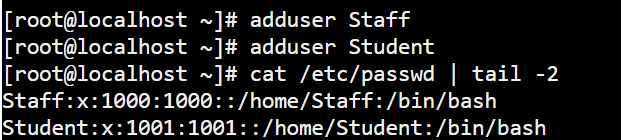 [root@localhost ~]# adduser Staff
[root@localhost ~]# adduser Student
[root@localhost ~]# cat /etc/passwd | tail -2
Staff:x:1000:1000::/home/Staff:/bin/bash
Student:x:1001:1001::/home/Student:/bin/bash